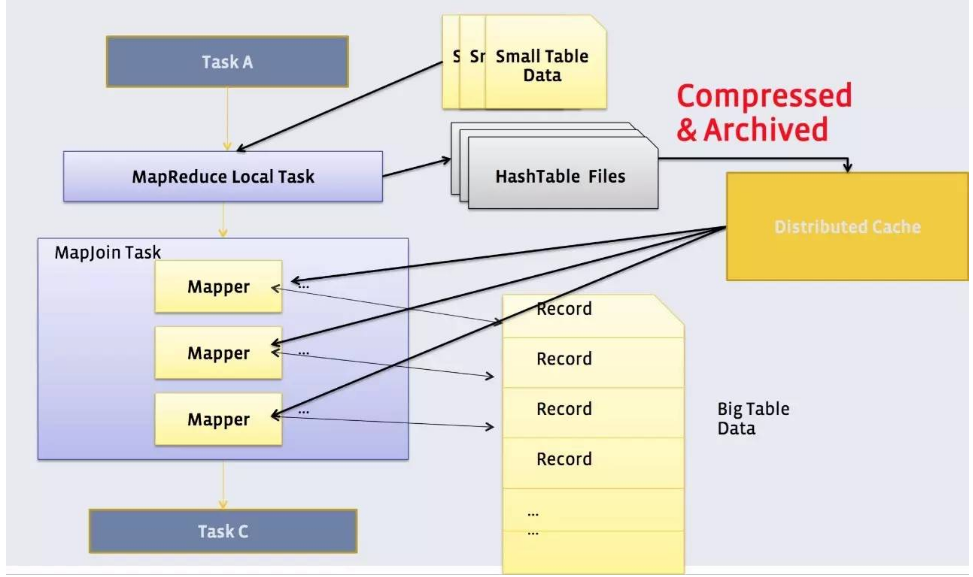 Task A
S
Sr
Small Table
Data
Compressed
& Archived
MapReduce Local Task
HashTable Files
Distributed Cache
MapJoin Task
Mapper
...
Mapper
...
Mapper
...
Record
Record
Record
Record
...
...
Big Table
Data
Task C